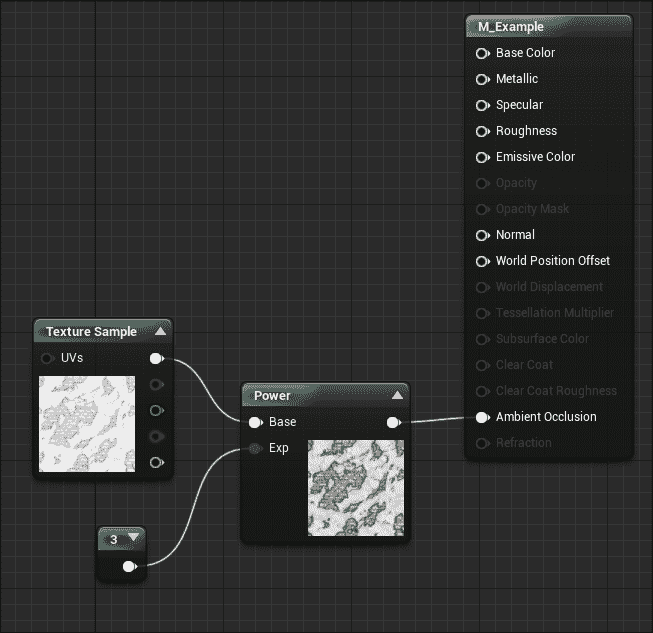 M_Example
Base Color
Metallic
Specular
Roughness
Emissive Color
Opacity
Opacity Mask
Normal
World Position Offset
World Displacement
Tessellation Multiplier
Subsurface Color
Clear Coat
Clear Coat Roughness
Ambient Occlusion
Refraction
Texture Sample
UVs
Power
Base
Exp
3